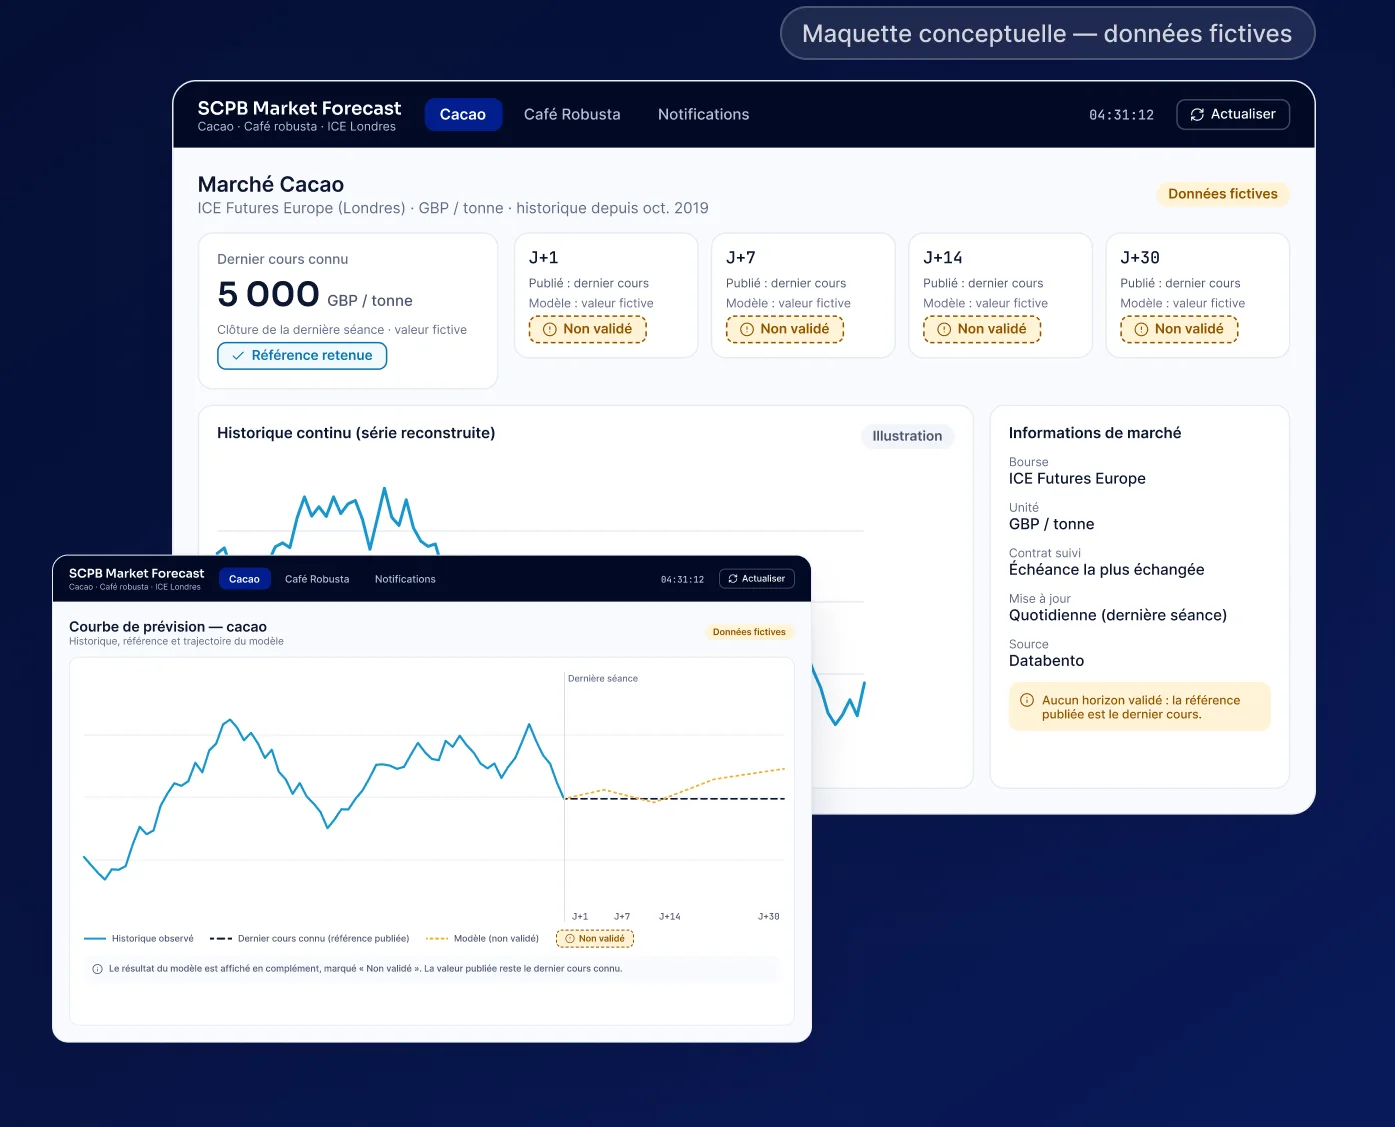 Maquette conceptuelle — données fictives
SCPB Market Forecast
Cacao · Café robusta · ICE Londres
Cacao
Café Robusta
Notifications
04:31:12
Actualiser
Marché Cacao
ICE Futures Europe (Londres) · GBP / tonne · historique depuis oct. 2019
Données fictives
Dernier cours connu
5 000 GBP / tonne
Clôture de la dernière séance · valeur fictive
Référence retenue
J+1
Publié : dernier cours
Modèle : valeur fictive
Non validé
J+7
Publié : dernier cours
Modèle : valeur fictive
Non validé
J+14
Publié : dernier cours
Modèle : valeur fictive
Non validé
J+30
Publié : dernier cours
Modèle : valeur fictive
Non validé
Historique continu (série reconstruite)
Illustration
Informations de marché
Bourse
ICE Futures Europe
Unité
GBP / tonne
Contrat suivi
Échéance la plus échangée
Mise à jour
Quotidienne (dernière séance)
Source
Databento
Aucun horizon validé : la référence
publiée est le dernier cours.
SCPB Market Forecast
Cacao · Café robusta · ICE Londres
Cacao
Café Robusta
Notifications
04:31:12
Actualiser
Courbe de prévision — cacao
Historique, référence et trajectoire du modèle
Données fictives
Dernière séance
J+1
J+7
J+14
J+30
Historique observé
Dernier cours connu (référence publiée)
Modèle (non validé)
Non validé
Le résultat du modèle est affiché en complément, marqué « Non validé ». La valeur publiée reste le dernier cours connu.